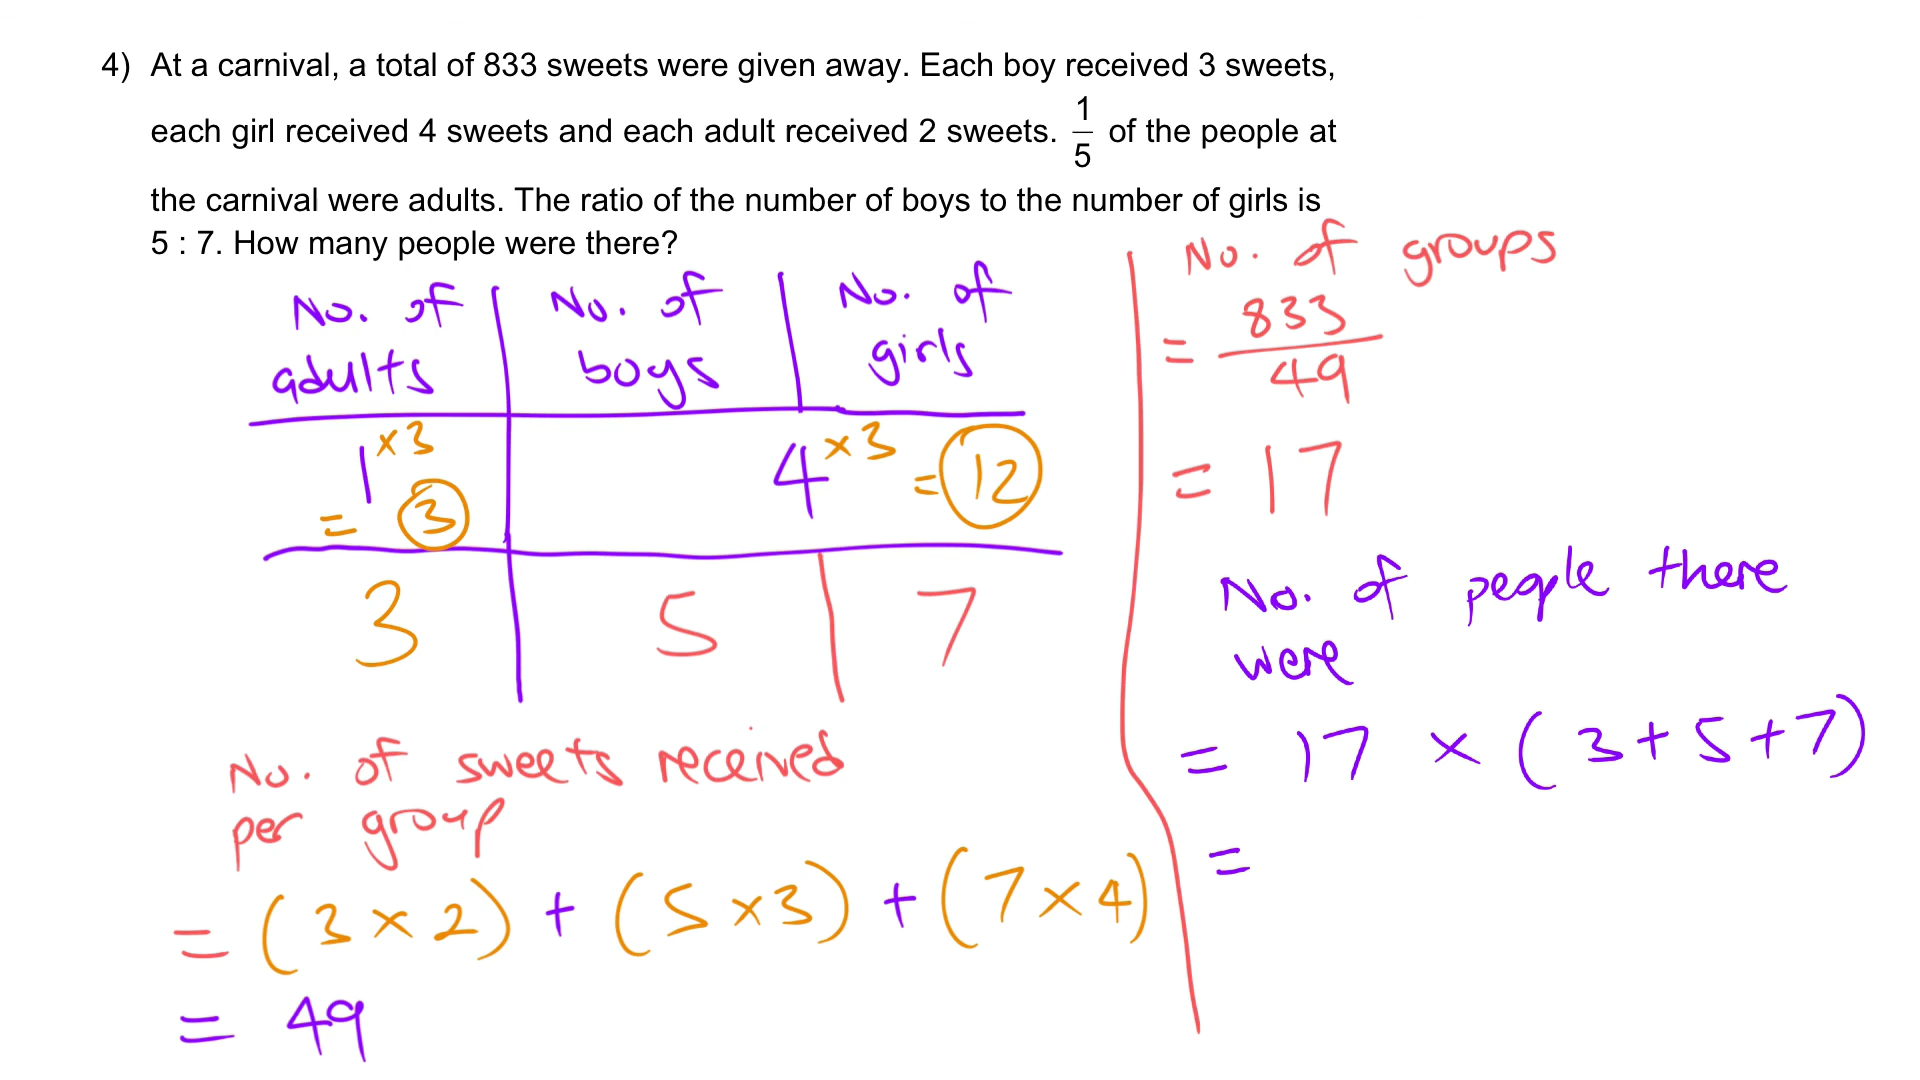 4) At a carnival, a total of 833 sweets were given away. Each boy received 3 sweets,
each girl received 4 sweets and each adult received 2 sweets. 1/5 of the people at
the carnival were adults. The ratio of the number of boys to the number of girls is
5 : 7. How many people were there?
No. of adults | No. of boys | No. of girls
1 ×3 = 3 | 4 ×3 = 12
3 | 5 | 7
No. of sweets received
per group
= (3 × 2) + (5 × 3) + (7 × 4)
= 49
No. of groups
= 833/49
= 17
No. of people there
were
= 17 × (3 + 5 + 7)
=